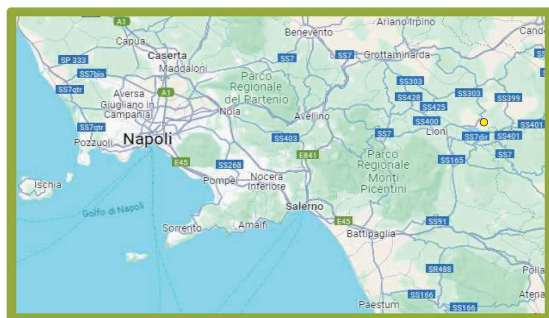 A1
Capua
Benevento
Ariano Irpino
SP 333
Caserta
SS7
Grottaminarda
Maddaloni
SS7bis
Parco
Regionale
del Partenio
SS303
SS303
SS7qtr
Aversa
A1
SS428
SS399
Giugliano in
Campania
Nola
SS425
Avellino
SS400
SS401
SS7qtr
Napoli
SS403
SS7
Lioni
SS7dir
SS401
Pozzuoli
E45
SS268
E841
Parco
Regionale
Monti
Picentini
SS165
SS7
Ischia
Pompei
Nocera
Inferiore
Golfo di Napoli
Salerno
Sorrento
Amalfi
E45
SS91
Battipaglia
SR488
SS166
SS166
Paestum